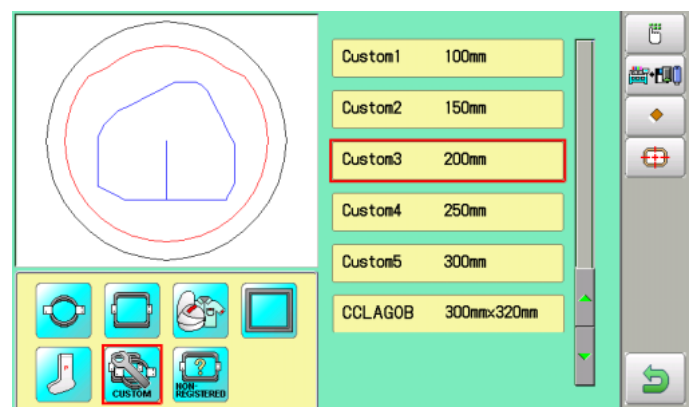 Custom1 100mm
Custom2 150mm
Custom3 200mm
Custom4 250mm
Custom5 300mm
CCLAGOB 300mm×320mm
P
CUSTOM
?
NON-
REGISTERED